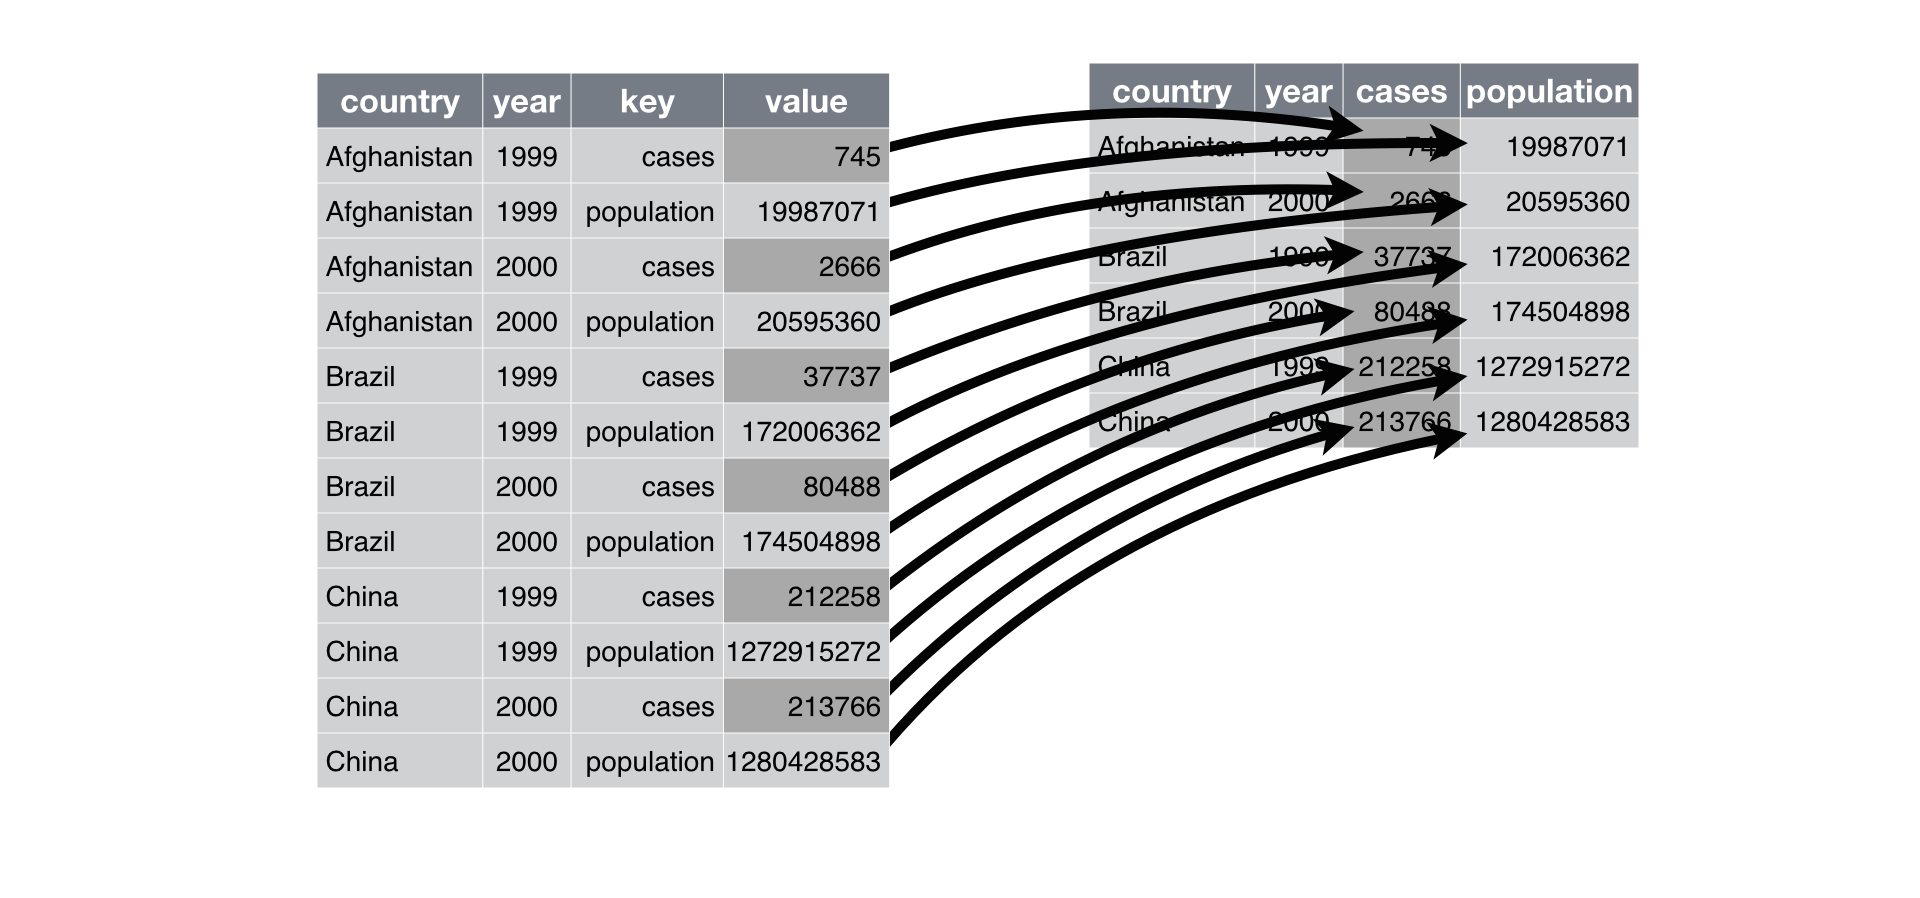 country year key value
Afghanistan 1999 cases 745
Afghanistan 1999 population 19987071
Afghanistan 2000 cases 2666
Afghanistan 2000 population 20595360
Brazil 1999 cases 37737
Brazil 1999 population 172006362
Brazil 2000 cases 80488
Brazil 2000 population 174504898
China 1999 cases 212258
China 1999 population 1272915272
China 2000 cases 213766
China 2000 population 1280428583
country year cases population
Afghanistan 1999 745 19987071
Afghanistan 2000 2666 20595360
Brazil 1999 37737 172006362
Brazil 2000 80488 174504898
China 1999 212258 1272915272
China 2000 213766 1280428583